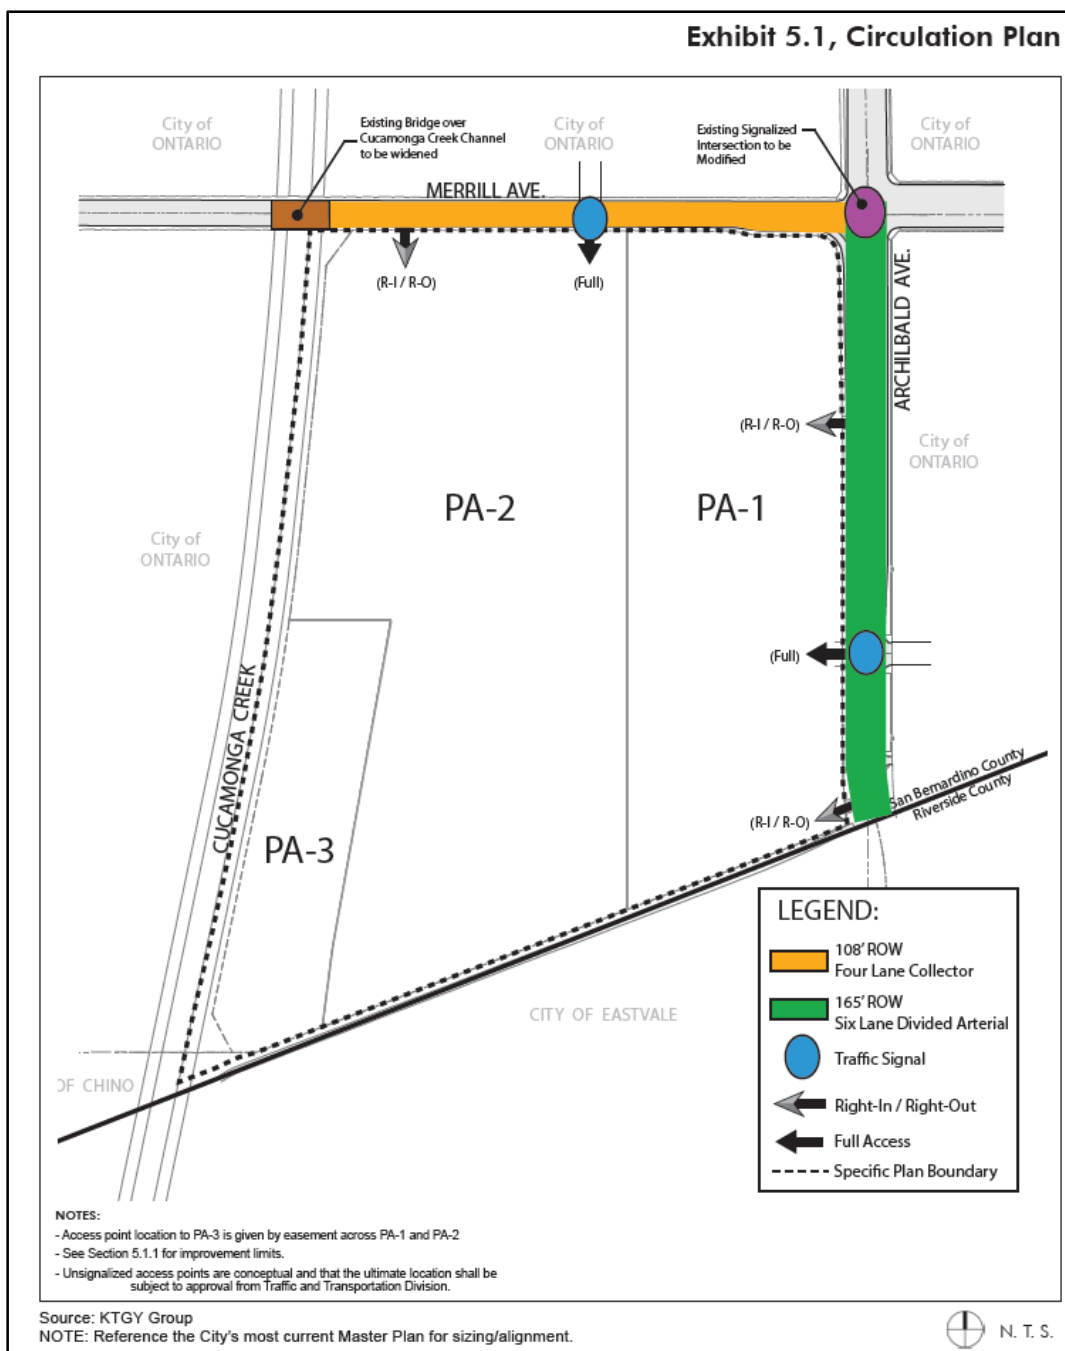 Exhibit 5.1, Circulation Plan
City of
ONTARIO
Existing Bridge over
Cucamonga Creek Channel
to be widened
City of
ONTARIO
Existing Signalized
Intersection to be
Modified
City of
ONTARIO
MERRILL AVE.
(R-I / R-O)
(Full)
ARCHILBALD AVE.
(R-I / R-O)
City of
ONTARIO
PA-2
PA-1
City of
ONTARIO
(Full)
CUCAMONGA CREEK
San Bernardino County
Riverside County
(R-I / R-O)
PA-3
LEGEND:
108' ROW
Four Lane Collector
165' ROW
Six Lane Divided Arterial
Traffic Signal
Right-In / Right-Out
Full Access
Specific Plan Boundary
CITY OF EASTVALE
OF CHINO
NOTES:
- Access point location to PA-3 is given by easement across PA-1 and PA-2
- See Section 5.1.1 for improvement limits.
- Unsignalized access points are conceptual and that the ultimate location shall be
subject to approval from Traffic and Transportation Division.
Source: KTGY Group
NOTE: Reference the City's most current Master Plan for sizing/alignment.
N. T. S.